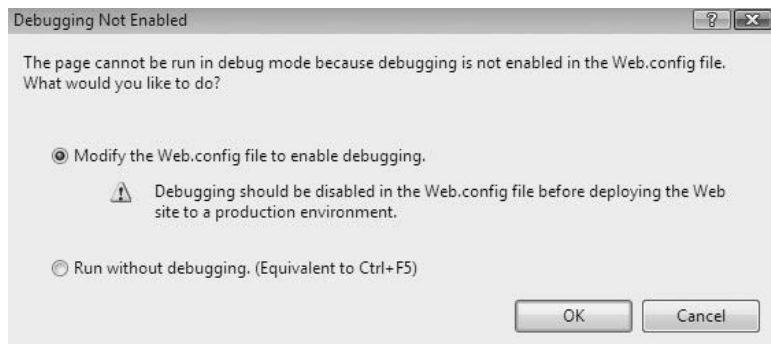 Debugging Not Enabled
The page cannot be run in debug mode because debugging is not enabled in the Web.config file.
What would you like to do?
Modify the Web.config file to enable debugging.
Debugging should be disabled in the Web.config file before deploying the Web
site to a production environment.
Run without debugging. (Equivalent to Ctrl+F5)
OK
Cancel